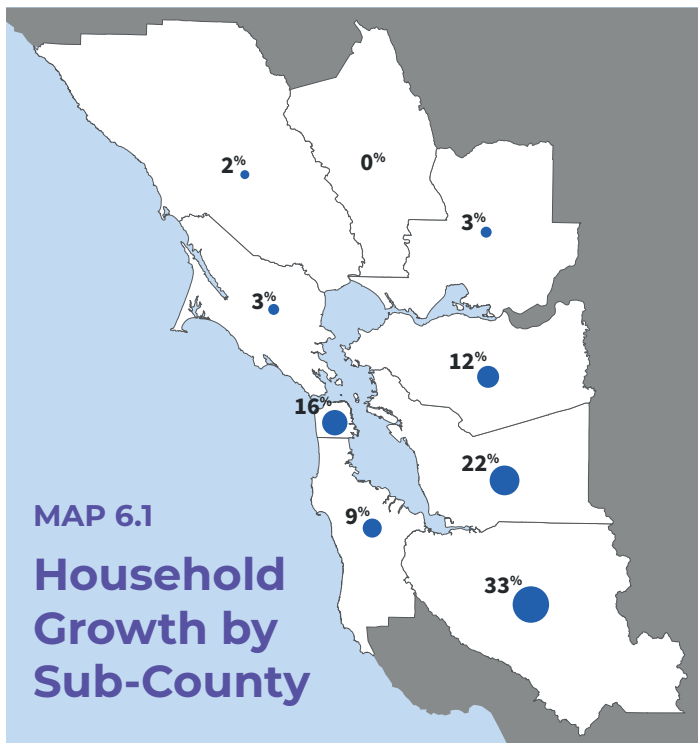 2%
0%
3%
3%
12%
16%
22%
9%
33%
MAP 6.1
Household
Growth by
Sub-County